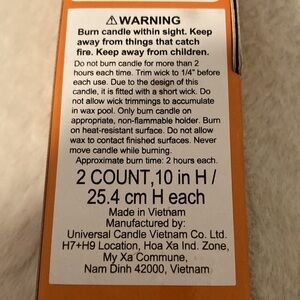 ⚠WARNING
Burn candle within sight. Keep
away from things that catch
fire. Keep away from children.
Do not burn candle for more than 2
hours each time. Trim wick to 1/4" before
each use. Due to the design of this
candle, it is fitted with a short wick. Do
not allow wick trimmings to accumulate
in wax pool. Only burn candle on
appropriate, non-flammable holder. Burn
on heat-resistant surface. Do not allow
wax to contact finished surfaces. Never
move candle while burning.
Approximate burn time: 2 hours each.
2 COUNT,10 in H /
25.4 cm H each
Made in Vietnam
Manufactured by:
Universal Candle Vietnam Co. Ltd.
H7+H9 Location, Hoa Xa Ind. Zone,
My Xa Commune,
Nam Dinh 42000, Vietnam